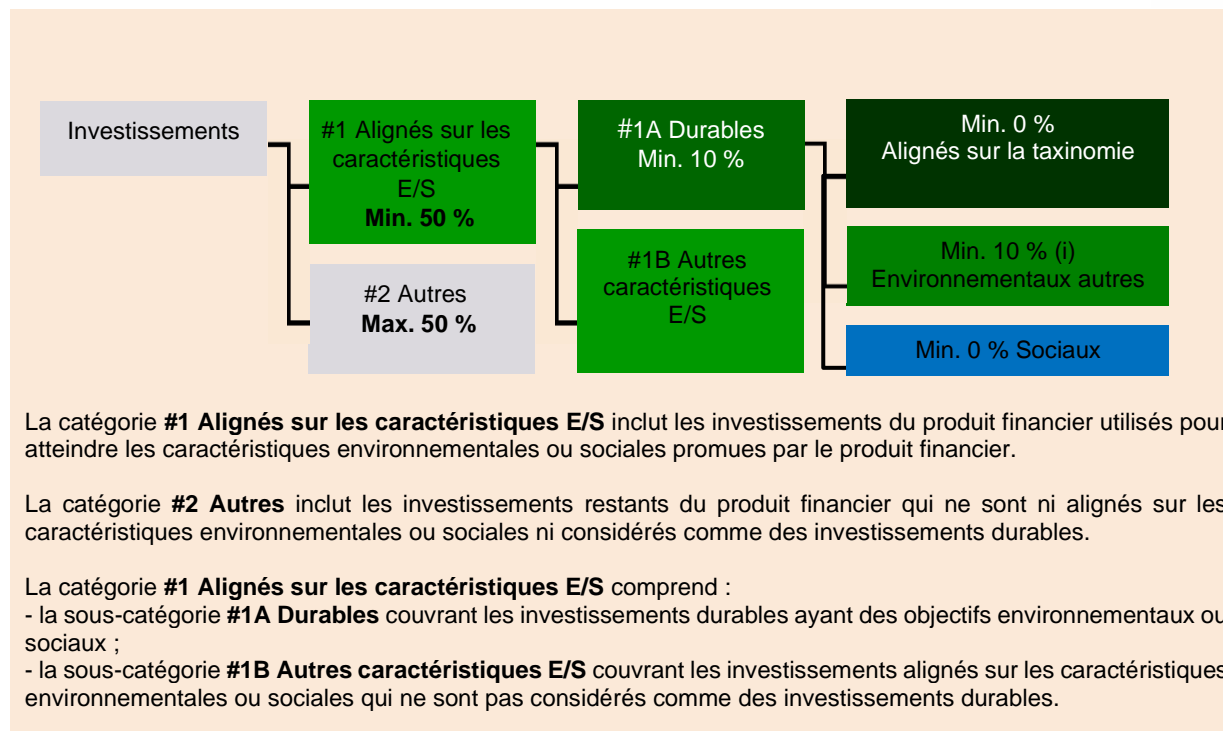 Investissements
#1 Alignés sur les
caractéristiques
E/S
Min. 50 %
#2 Autres
Max. 50 %
#1A Durables
Min. 10 %
#1B Autres
caractéristiques
E/S
Min. 0 %
Alignés sur la taxinomie
Min. 10 % (i)
Environnementaux autres
Min. 0 % Sociaux
La catégorie #1 Alignés sur les caractéristiques E/S inclut les investissements du produit financier utilisés pour
atteindre les caractéristiques environnementales ou sociales promues par le produit financier.
La catégorie #2 Autres inclut les investissements restants du produit financier qui ne sont ni alignés sur les
caractéristiques environnementales ou sociales ni considérés comme des investissements durables.
La catégorie #1 Alignés sur les caractéristiques E/S comprend :
- la sous-catégorie #1A Durables couvrant les investissements durables ayant des objectifs environnementaux ou
sociaux ;
- la sous-catégorie #1B Autres caractéristiques E/S couvrant les investissements alignés sur les caractéristiques
environnementales ou sociales qui ne sont pas considérés comme des investissements durables.